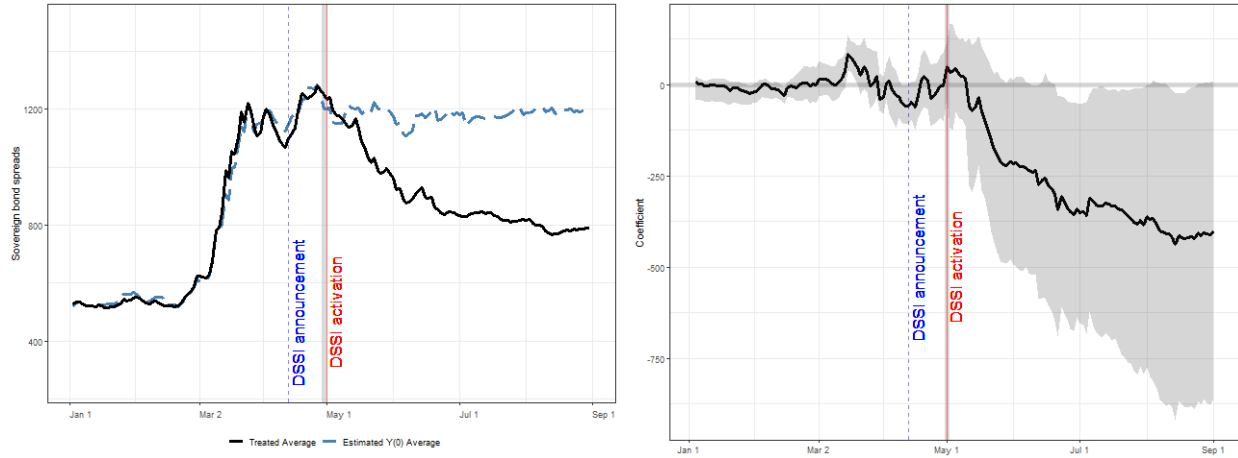 Sovereign bond spreads
1200
800
400
DSSI announcement
DSSI activation
Jan 1
Mar 2
May 1
Jul 1
Sep 1
Treated Average
Estimated Y(0) Average
Coefficient
0
-250
-500
-750
DSSI announcement
DSSI activation
Jan 1
Mar 2
May 1
Jul 1
Sep 1